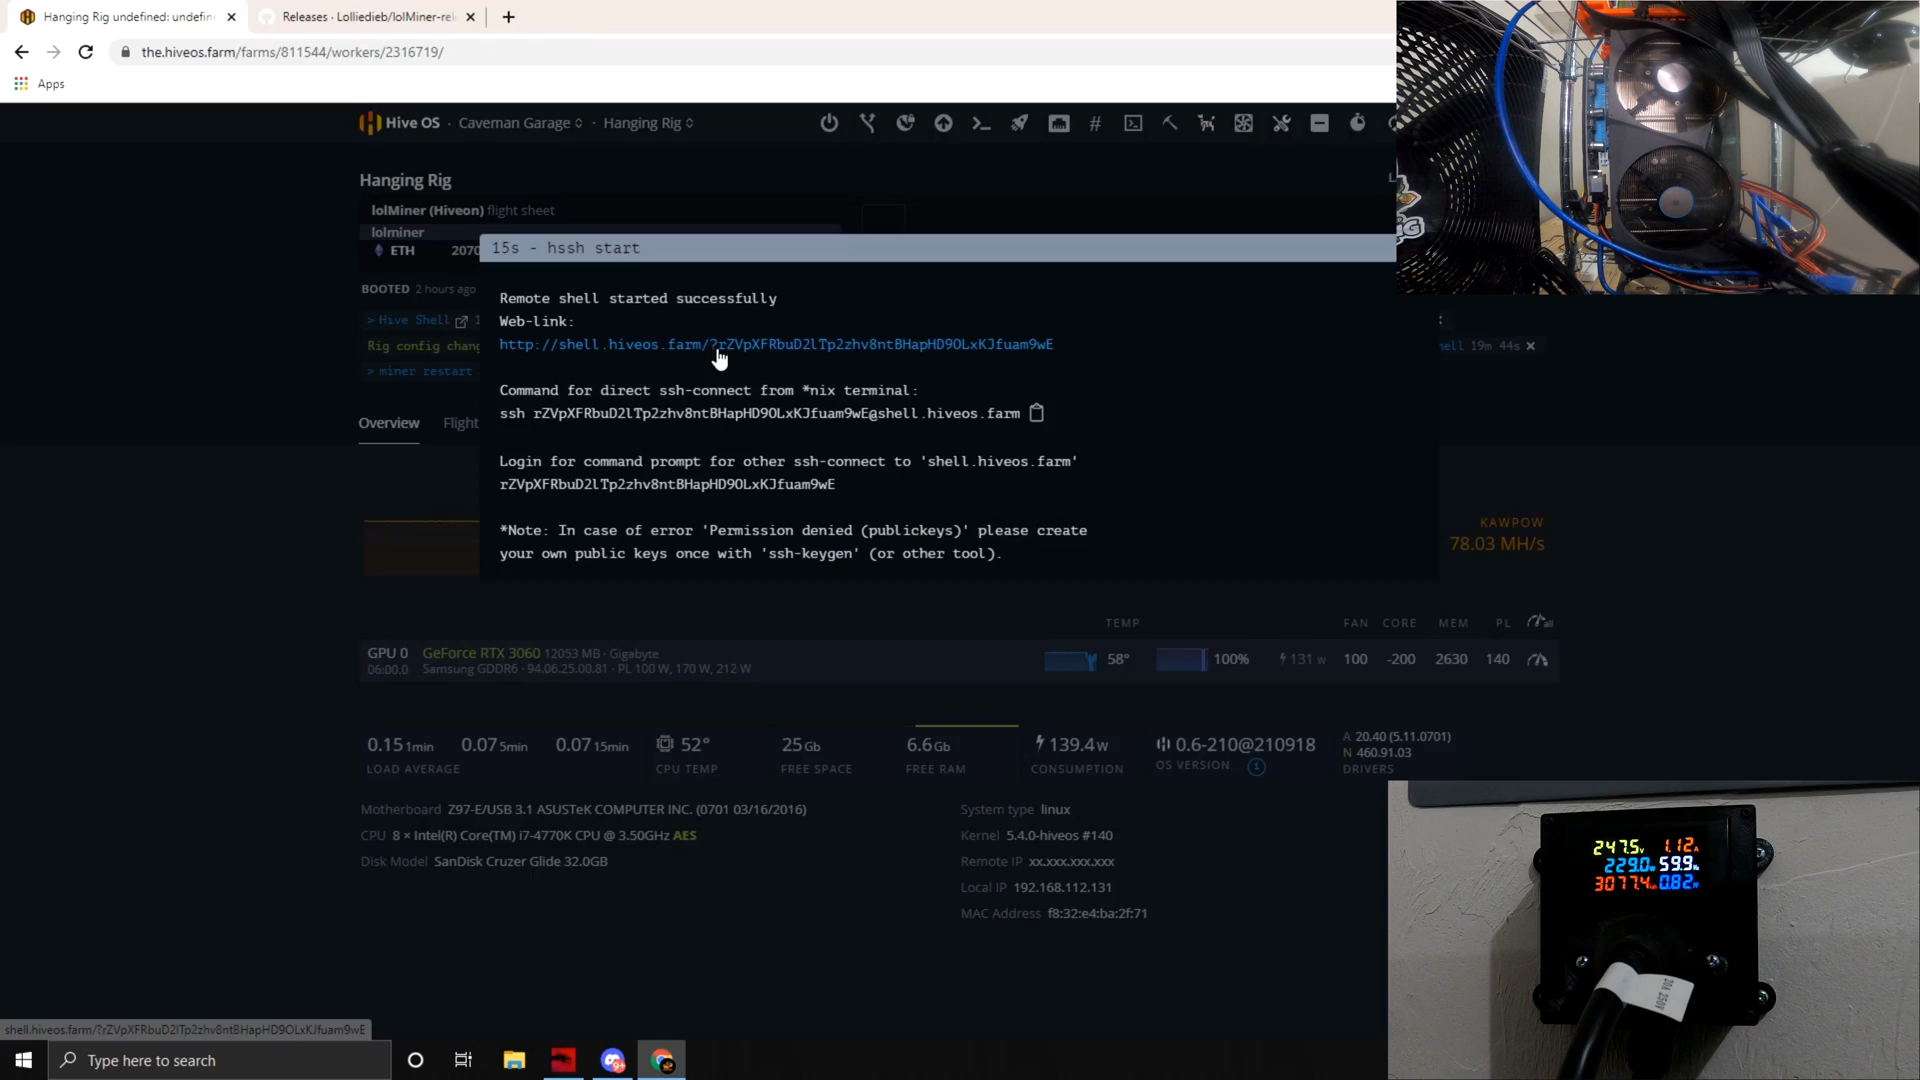 Hanging Rig undefined: undefin
Releases · Lolliedieb/lolMiner-rel
the.hiveos.farm/farms/811544/workers/2316719/
Apps
Hive OS · Caveman Garage · Hanging Rig
Hanging Rig
lolMiner (Hiveon) flight sheet
lolminer
ETH 2070
15s - hssh start
BOOTED 2 hours ago
> Hive Shell 1
Rig config chang
> miner restart
ell 19m 44s
Remote shell started successfully
Web-link:
http://shell.hiveos.farm/?rZVpXFRbuD2lTp2zhv8ntBHapHD9OLxKJfuam9wE
Command for direct ssh-connect from *nix terminal:
ssh rZVpXFRbuD2lTp2zhv8ntBHapHD9OLxKJfuam9wE@shell.hiveos.farm
Login for command prompt for other ssh-connect to 'shell.hiveos.farm'
rZVpXFRbuD2lTp2zhv8ntBHapHD9OLxKJfuam9wE
*Note: In case of error 'Permission denied (publickeys)' please create
your own public keys once with 'ssh-keygen' (or other tool).
Overview Flight
KAWPOW
78.03 MH/s
TEMP FAN CORE MEM PL
GPU 0 GeForce RTX 3060 12053 MB · Gigabyte 58° 100% 131 w 100 -200 2630 140
06:00.0 Samsung GDDR6 · 94.06.25.00.81 · PL 100 W, 170 W, 212 W
0.15 1min 0.07 5min 0.07 15min 52° 25 Gb 6.6 Gb 139.4 w 0.6-210@210918 A 20.40 (5.11.0701)
N 460.91.03
LOAD AVERAGE CPU TEMP FREE SPACE FREE RAM CONSUMPTION OS VERSION DRIVERS
Motherboard Z97-E/USB 3.1 ASUSTeK COMPUTER INC. (0701 03/16/2016)
CPU 8 × Intel(R) Core(TM) i7-4770K CPU @ 3.50GHz AES
Disk Model SanDisk Cruzer Glide 32.0GB
System type linux
Kernel 5.4.0-hiveos #140
Remote IP xx.xxx.xxx.xxx
Local IP 192.168.112.131
MAC Address f8:32:e4:ba:2f:71
247.5 V 1.12 A
229.0 W 59.9 Hz
3077.4 0.82
20A 250V
shell.hiveos.farm/?rZVpXFRbuD2lTp2zhv8ntBHapHD9OLxKJfuam9wE
Type here to search